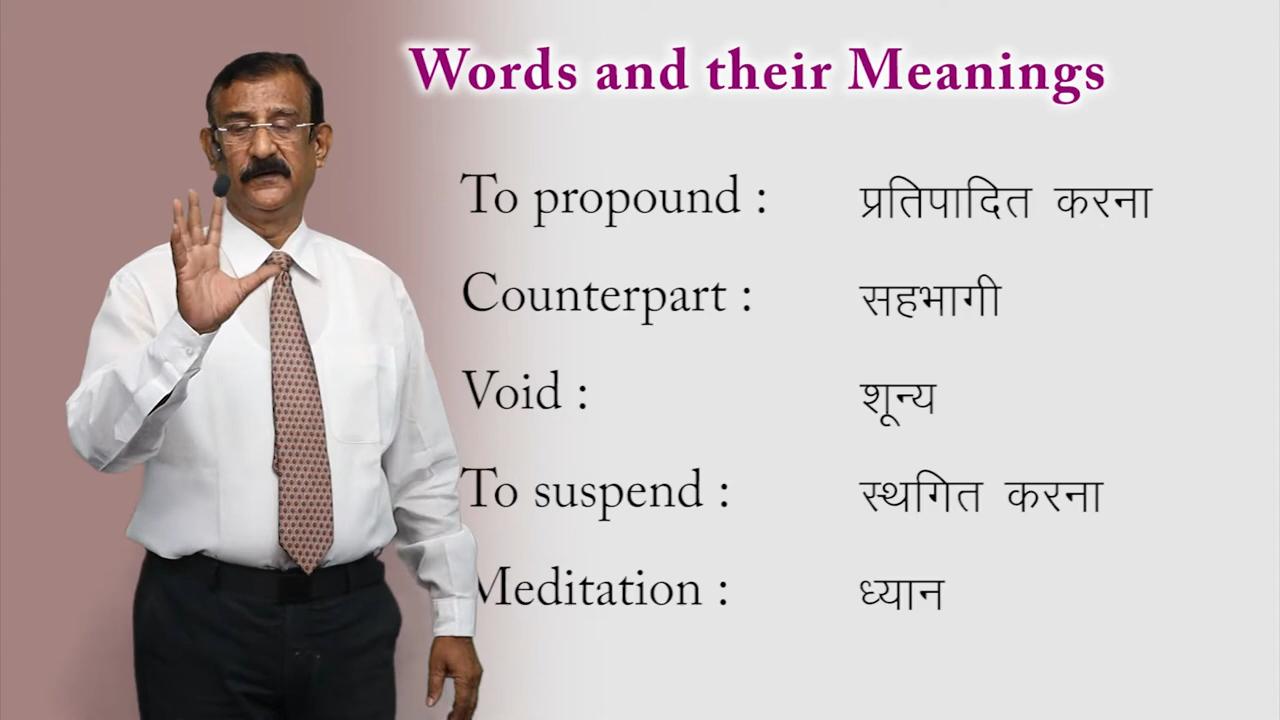 Words and their Meanings
To propound : प्रतिपादित करना
Counterpart : सहभागी
Void : शून्य
To suspend : स्थगित करना
Meditation : ध्यान